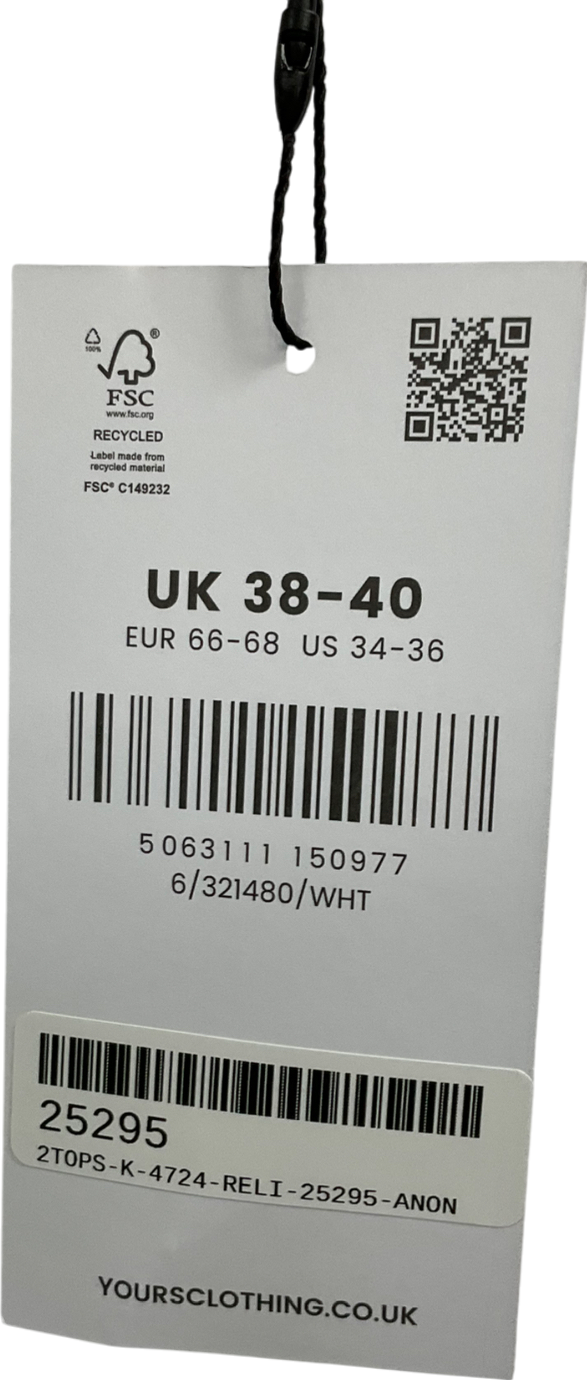 100%
®
FSC
www.fsc.org
RECYCLED
Label made from
recycled material
FSC® C149232
UK 38-40
EUR 66-68 US 34-36
5063111 150977
6/321480/WHT
25295
2TOPS-K-4724-RELI-25295-ANON
YOURSCLOTHING.CO.UK